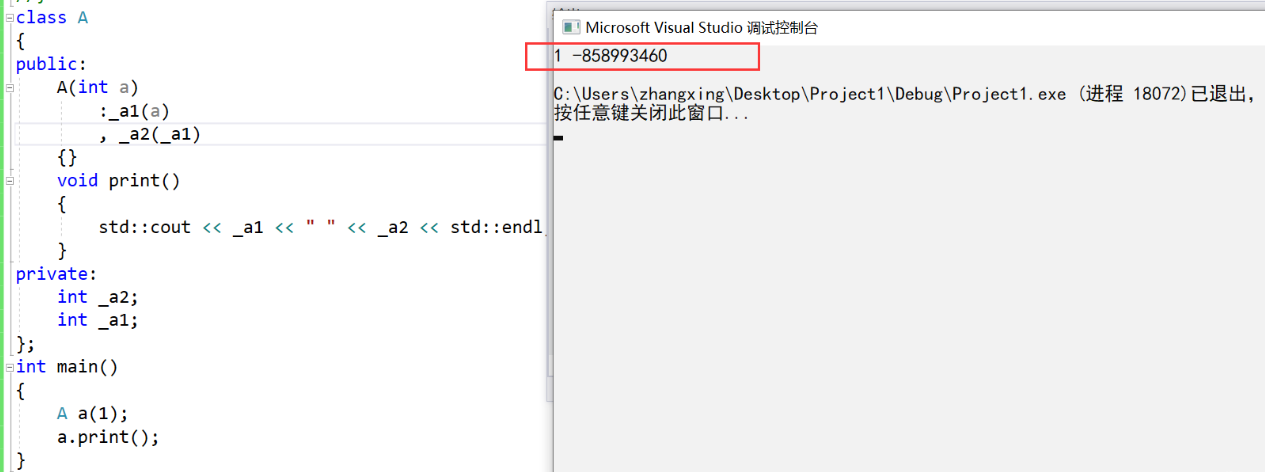 class A
{
public:
    A(int a)
        :_a1(a)
        , _a2(_a1)
    {}
    void print()
    {
        std::cout << _a1 << " " << _a2 << std::endl
    }
private:
    int _a2;
    int _a1;
};
int main()
{
    A a(1);
    a.print();
}
Microsoft Visual Studio 调试控制台
1 -858993460
C:\Users\zhangxing\Desktop\Project1\Debug\Project1.exe (进程 18072)已退出,
按任意键关闭此窗口...